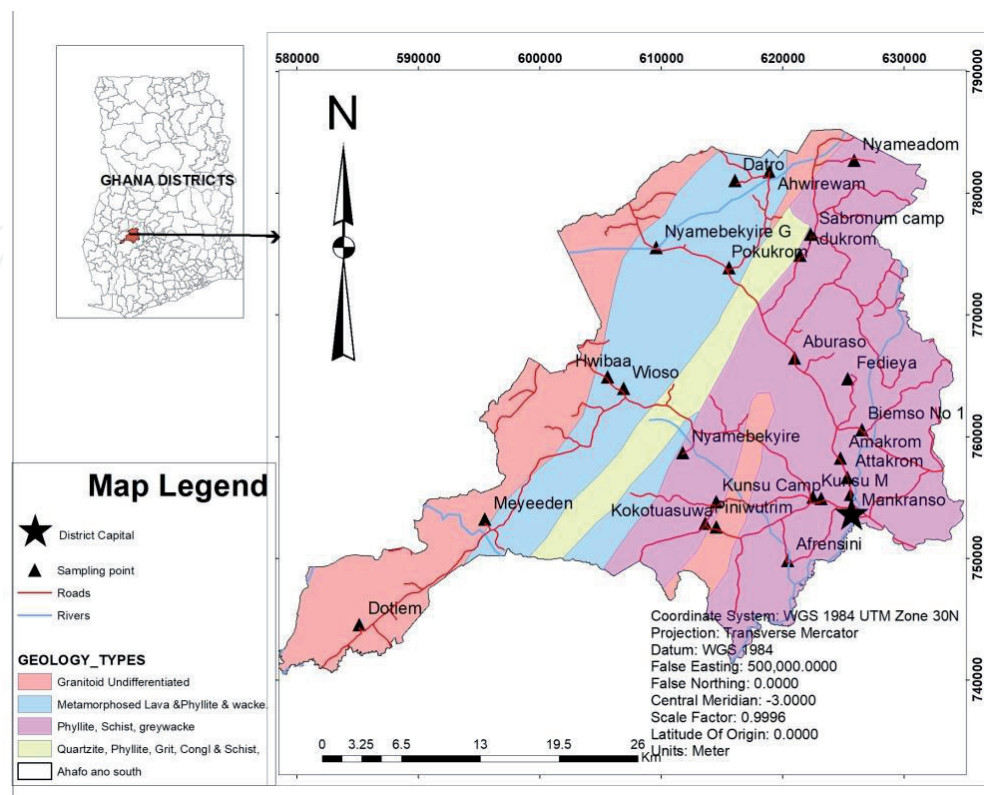 580000 590000 600000 610000 620000 630000
790000
780000
770000
760000
750000
740000
N
GHANA DISTRICTS
Nyameadom
Datro
Ahwirewam
Sabronum camp
Nyamebekyire G
dukrom
Pokukrom
Aburaso
Fedieya
Hwibaa
Wioso
Biemso No 1
Nyamebekyire
Amakrom
Attakrom
Kunsu Camp
Kunsu M
Mankranso
Kokotuasuwa
Piniwutrim
Meyeeden
Afrensini
Dotiem
Map Legend
District Capital
Sampling point
Roads
Rivers
GEOLOGY_TYPES
Granitoid Undifferentiated
Metamorphosed Lava &Phyllite & wacke.
Phyllite, Schist, greywacke
Quartzite, Phyllite, Grit, Congl & Schist,
Ahafo ano south
Coordinate System: WGS 1984 UTM Zone 30N
Projection: Transverse Mercator
Datum: WGS 1984
False Easting: 500,000.0000
False Northing: 0.0000
Central Meridian: -3.0000
Scale Factor: 0.9996
Latitude Of Origin: 0.0000
Units: Meter
0 3.25 6.5 13 19.5 26
Km